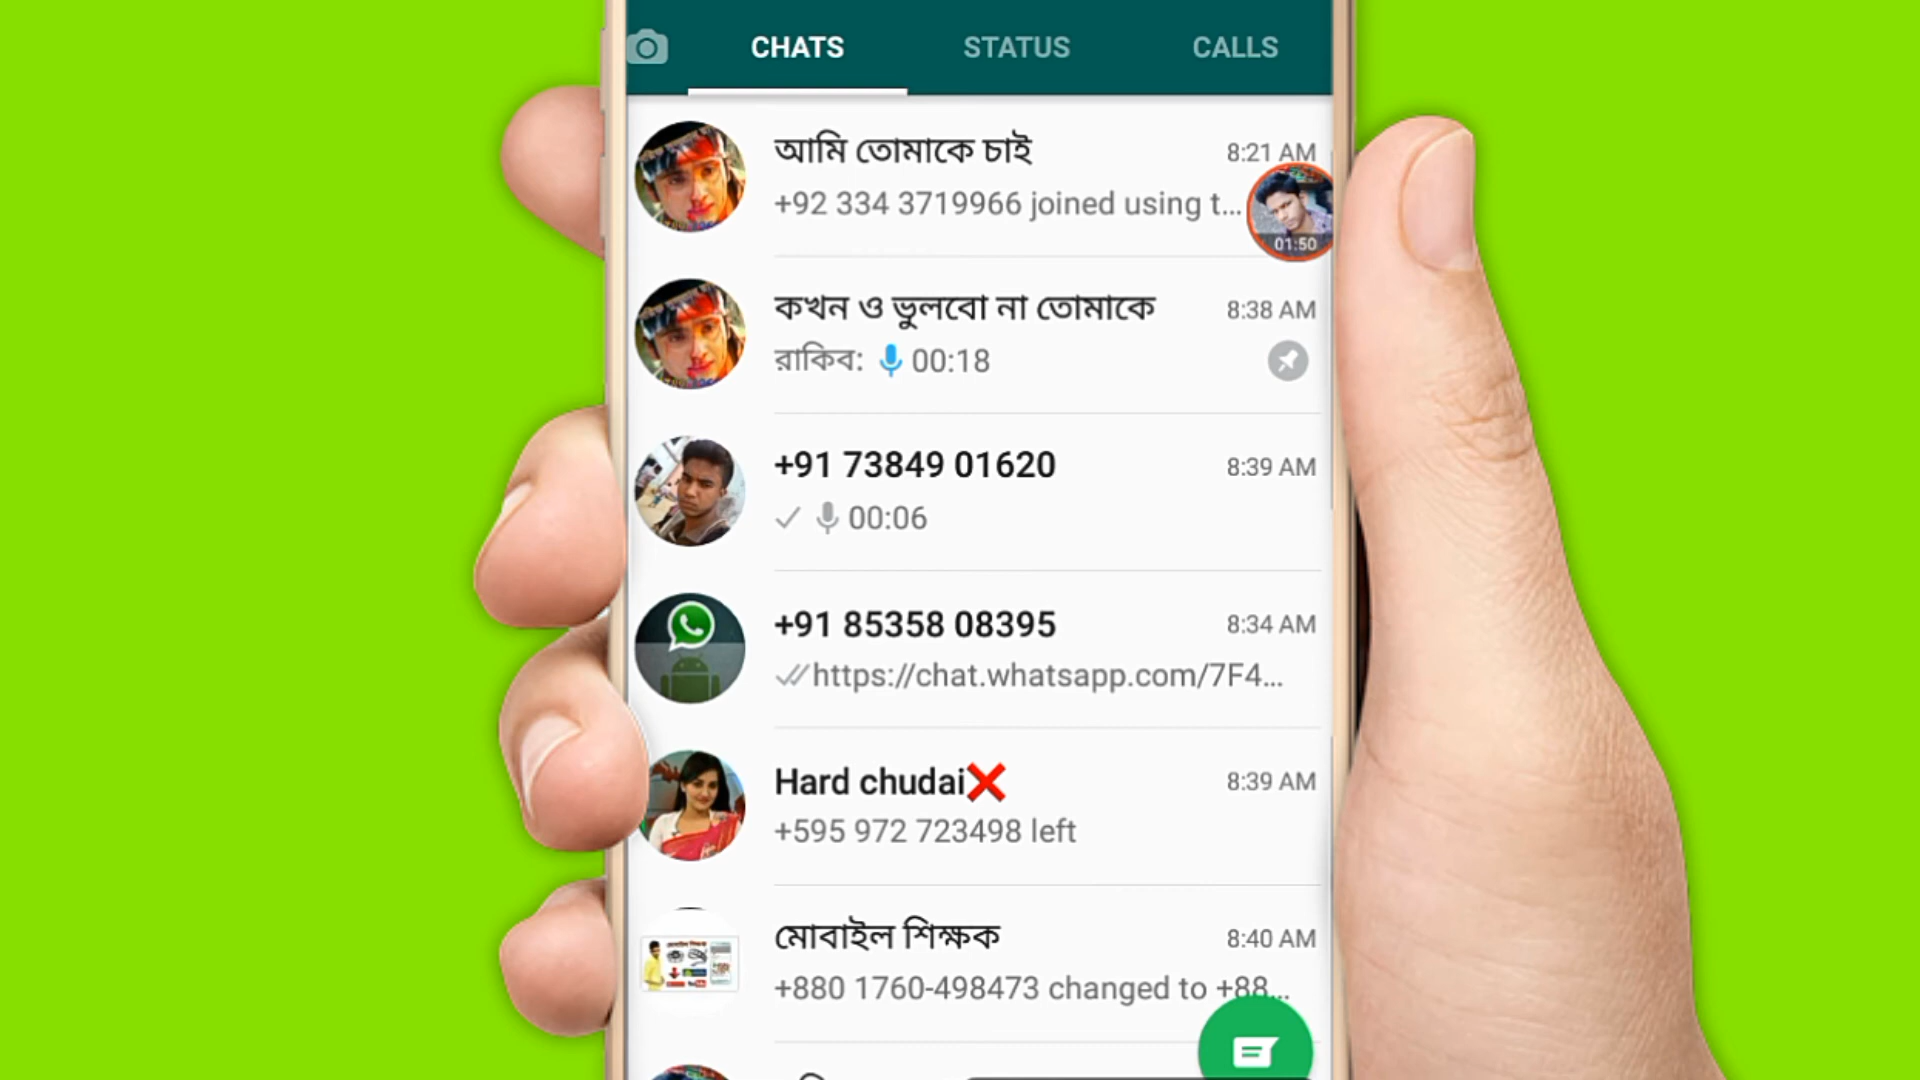 CHATS STATUS CALLS
আমি তোমাকে চাই 8:21 AM
+92 334 3719966 joined using t...
01:50
কখন ও ভুলবো না তোমাকে 8:38 AM
রাকিব: 00:18
+91 73849 01620 8:39 AM
00:06
+91 85358 08395 8:34 AM
https://chat.whatsapp.com/7F4...
Hard chudai❌ 8:39 AM
+595 972 723498 left
মোবাইল শিক্ষক 8:40 AM
+880 1760-498473 changed to +88...